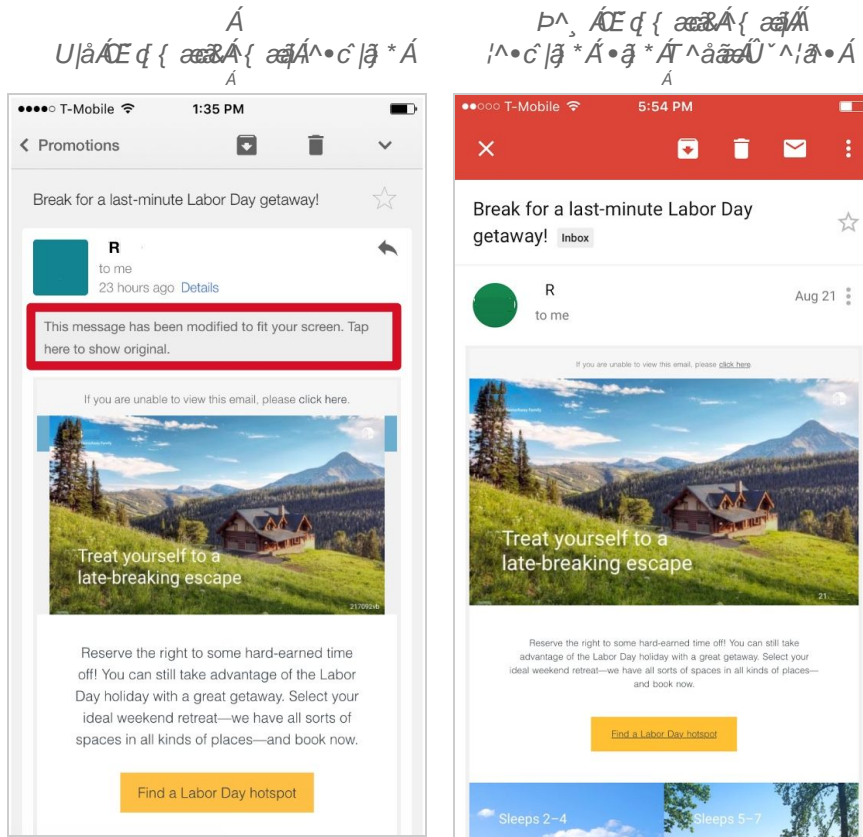 T-Mobile 1:35 PM
Promotions
Break for a last-minute Labor Day getaway!
R
to me
23 hours ago Details
This message has been modified to fit your screen. Tap
here to show original.
If you are unable to view this email, please click here.
Treat yourself to a
late-breaking escape
217092vb
Reserve the right to some hard-earned time
off! You can still take advantage of the Labor
Day holiday with a great getaway. Select your
ideal weekend retreat—we have all sorts of
spaces in all kinds of places—and book now.
Find a Labor Day hotspot
T-Mobile 5:54 PM
Break for a last-minute Labor Day
getaway! Inbox
R
Aug 21
to me
If you are unable to view this email, please click here.
Treat yourself to a
late-breaking escape
21
Reserve the right to some hard-earned time off! You can still take
advantage of the Labor Day holiday with a great getaway. Select your
ideal weekend retreat—we have all sorts of spaces in all kinds of places—
and book now.
Find a Labor Day hotspot
Sleeps 2–4
Sleeps 5–7